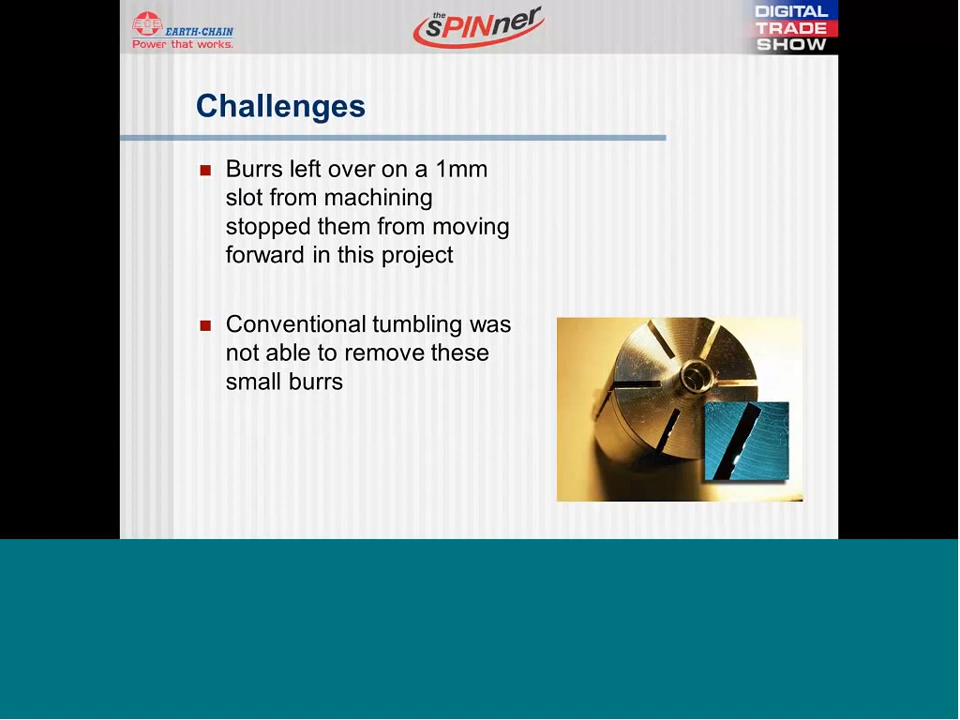 ECE EARTH-CHAIN
Power that works.
the
sPINner
DIGITAL
TRADE
SHOW
Challenges
Burrs left over on a 1mm
slot from machining
stopped them from moving
forward in this project
Conventional tumbling was
not able to remove these
small burrs